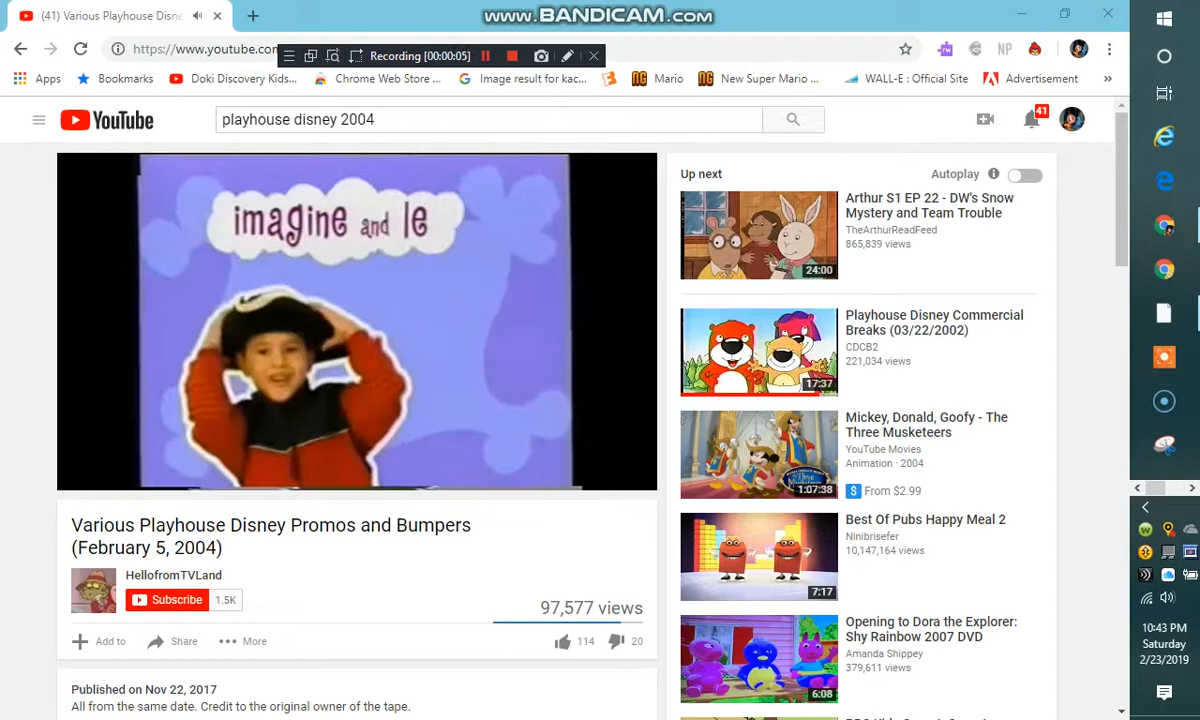 www.BANDICAM.com
(41) Various Playhouse Disne
https://www.youtube.con
Recording [00:00:05]
Apps
Bookmarks
Doki Discovery Kid...
Chrome Web Store ...
Image result for kac...
Mario
New Super Mario ...
WALL-E : Official Site
Advertisement
»
YouTube
playhouse disney 2004
41
imagine and le
Various Playhouse Disney Promos and Bumpers
(February 5, 2004)
HellofromTVLand
Subscribe
1.5K
97,577 views
Add to
Share
More
114
20
Published on Nov 22, 2017
All from the same date. Credit to the original owner of the tape.
Up next
Autoplay
Arthur S1 EP 22 - DW's Snow
Mystery and Team Trouble
TheArthurReadFeed
865,839 views
24:00
Playhouse Disney Commercial
Breaks (03/22/2002)
CDCB2
221,034 views
17:37
Mickey, Donald, Goofy - The
Three Musketeers
YouTube Movies
Animation · 2004
$ From $2.99
1:07:38
Best Of Pubs Happy Meal 2
Ninibrisefer
10,147,164 views
7:17
Opening to Dora the Explorer:
Shy Rainbow 2007 DVD
Amanda Shippey
379,611 views
6:08
10:43 PM
Saturday
2/23/2019